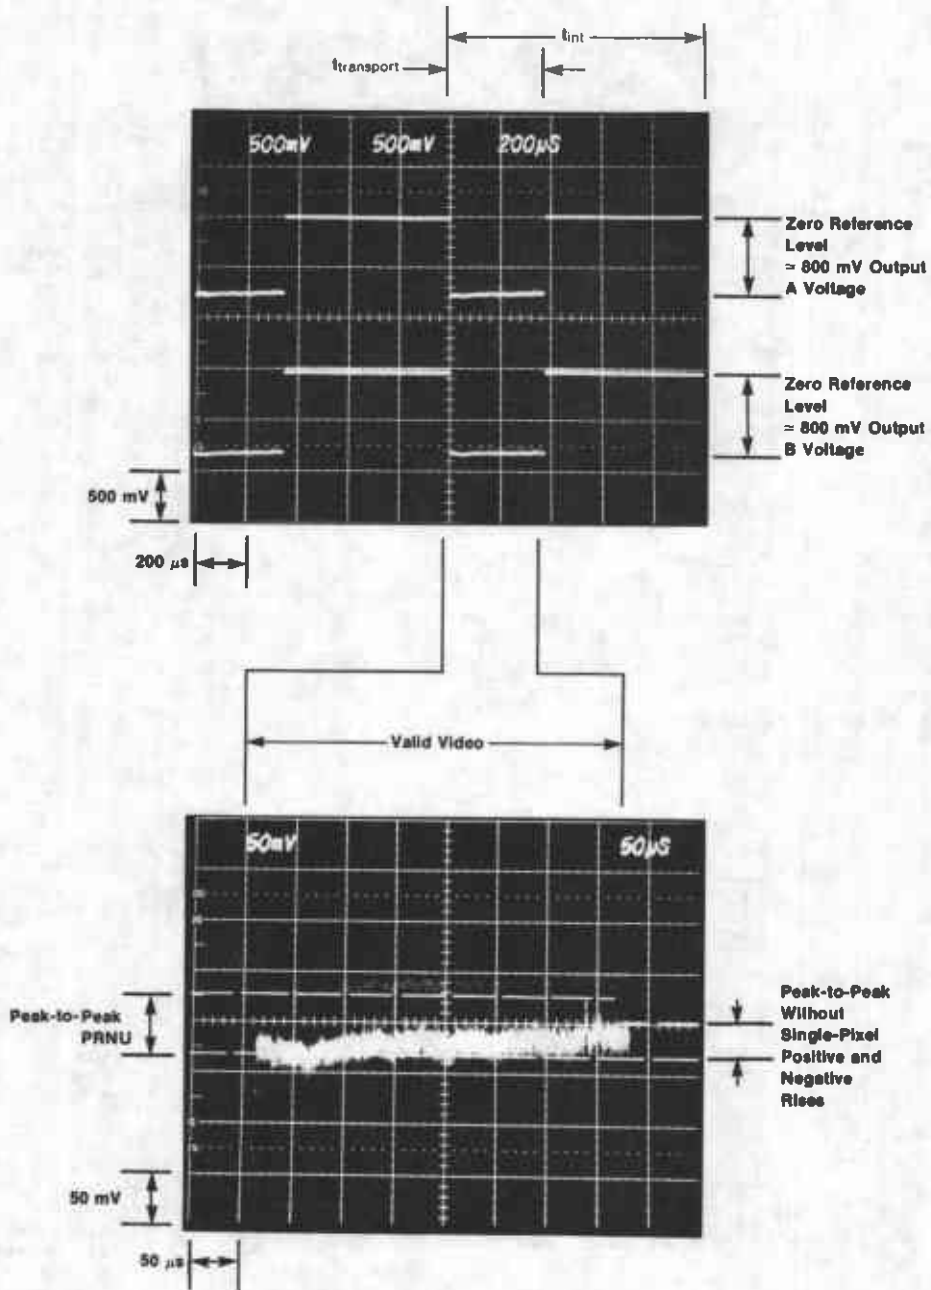 tint
ttransport
500mV 500mV 200µS
Zero Reference
Level
≃ 800 mV Output
A Voltage
Zero Reference
Level
≃ 800 mV Output
B Voltage
500 mV
200 µs
Valid Video
50mV 50µS
Peak-to-Peak
PRNU
Peak-to-Peak
Without
Single-Pixel
Positive and
Negative
Rises
50 mV
50 µs